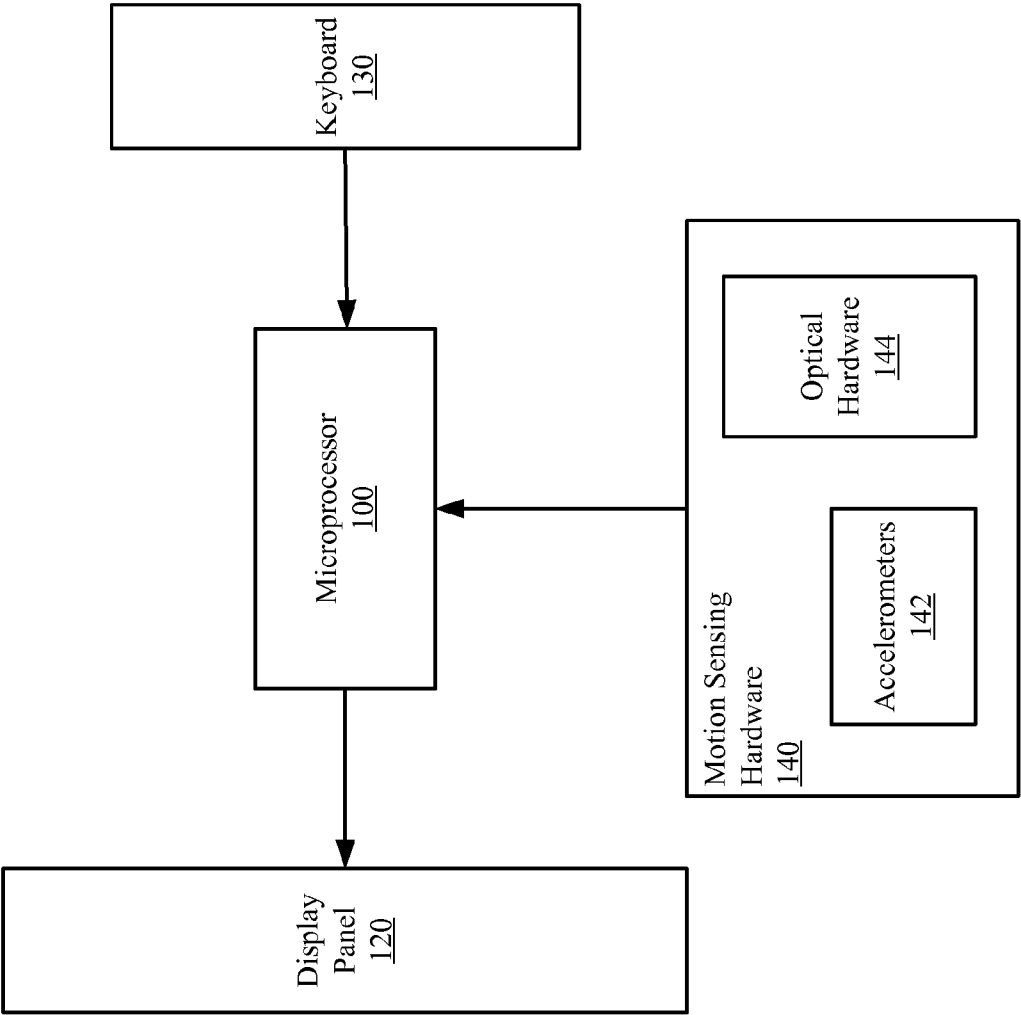 Display
Panel
120
Microprocessor
100
Keyboard
130
Motion Sensing
Hardware
140
Accelerometers
142
Optical
Hardware
144